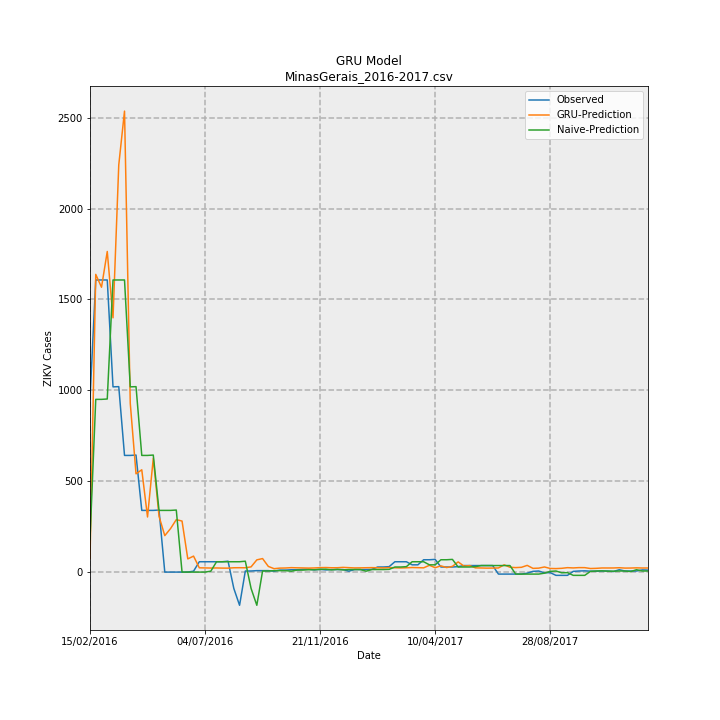 GRU Model
MinasGerais_2016-2017.csv
Observed
GRU-Prediction
Naive-Prediction
2500
2000
1500
1000
500
0
ZIKV Cases
15/02/2016
04/07/2016
21/11/2016
10/04/2017
28/08/2017
Date